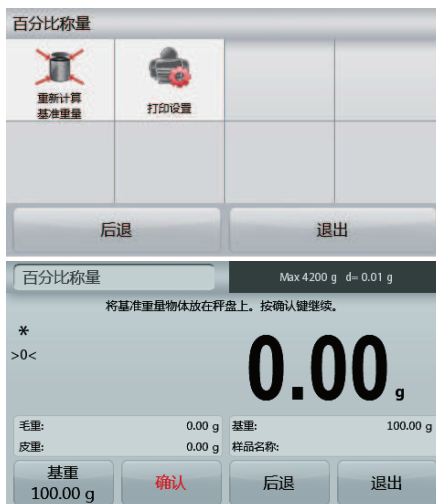 百分比称量
重新计算
基准重量
打印设置
后退
退出
百分比称量
Max 4200 g d= 0.01 g
将基准重量物体放在秤盘上。按确认键继续。
*
>0<
0.00 g
毛重: 0.00 g 基重: 100.00 g
皮重: 0.00 g 样品名称:
基重
100.00 g
确认
后退
退出